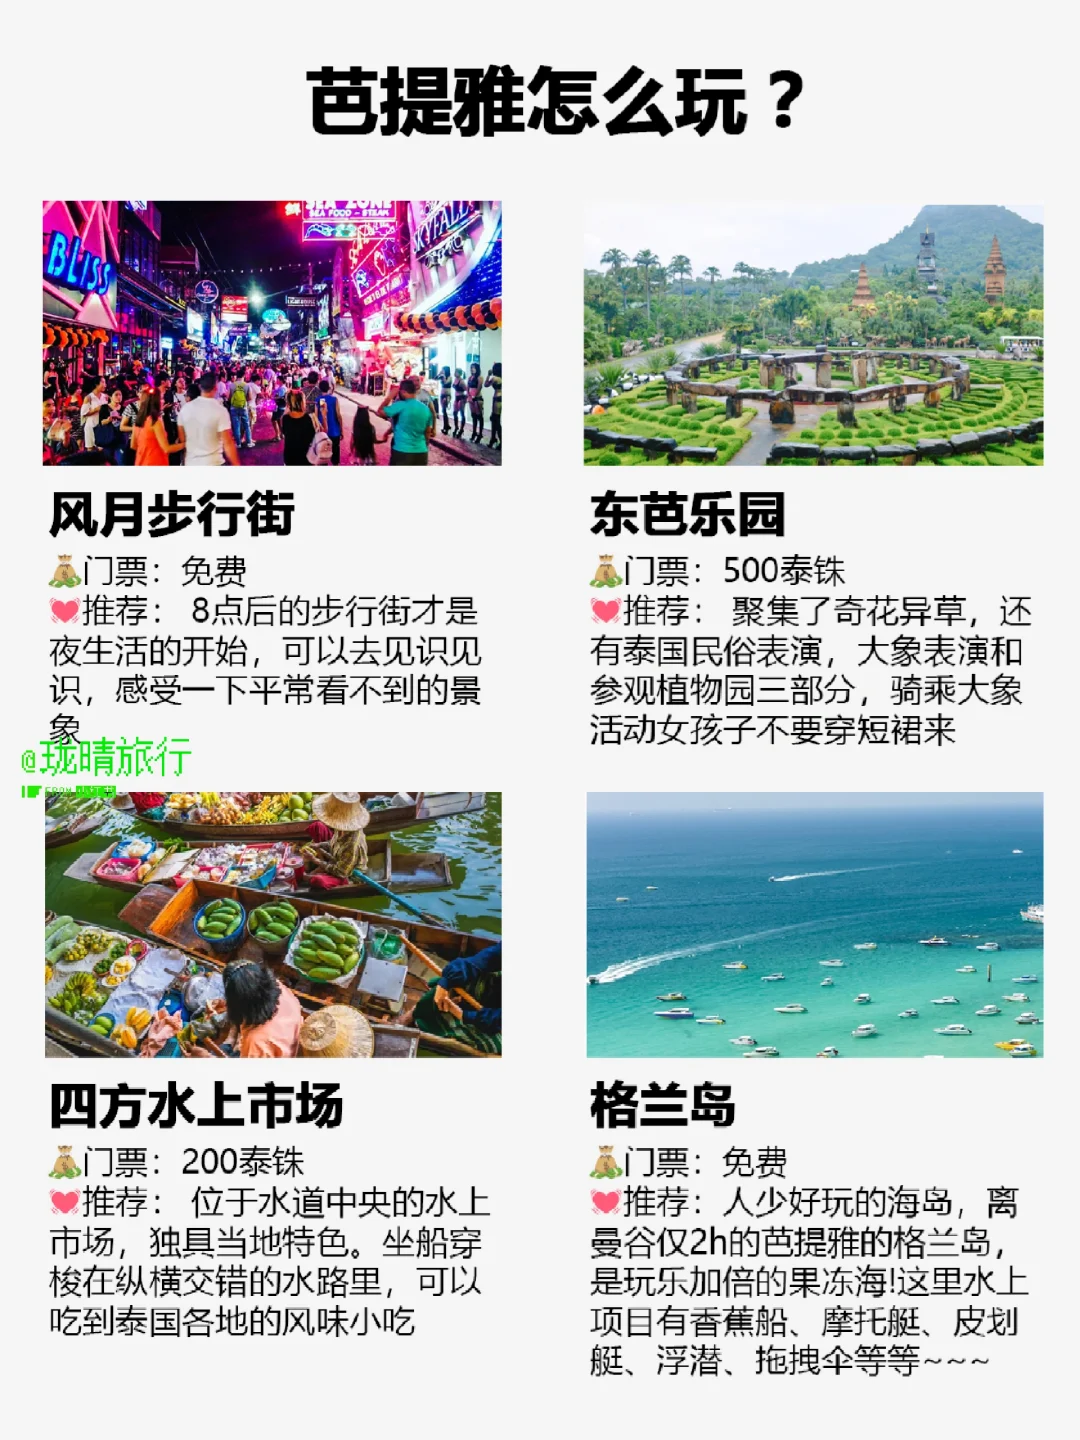 芭提雅怎么玩？
BLISS
SEA ZONE
SEA FOOD - STEAM
SKYFALL
风月步行街
💰门票：免费
💓推荐： 8点后的步行街才是
夜生活的开始，可以去见识见
识，感受一下平常看不到的景
象
东芭乐园
💰门票：500泰铢
💓推荐： 聚集了奇花异草，还
有泰国民俗表演，大象表演和
参观植物园三部分，骑乘大象
活动女孩子不要穿短裙来
@珑晴旅行
FROM
四方水上市场
💰门票：200泰铢
💓推荐： 位于水道中央的水上
市场，独具当地特色。坐船穿
梭在纵横交错的水路里，可以
吃到泰国各地的风味小吃
格兰岛
💰门票：免费
💓推荐：人少好玩的海岛，离
曼谷仅2h的芭提雅的格兰岛，
是玩乐加倍的果冻海!这里水上
项目有香蕉船、摩托艇、皮划
艇、浮潜、拖拽伞等等~~~